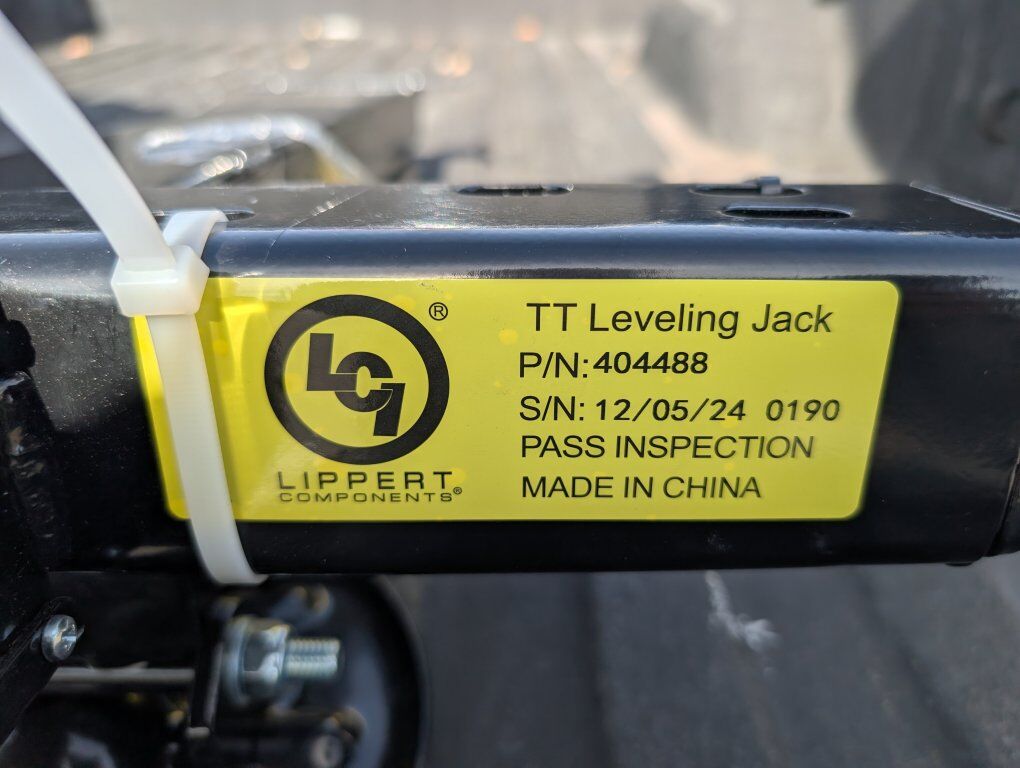 LCI
®
LIPPERT
COMPONENTS®
TT Leveling Jack
P/N:404488
S/N: 12/05/24 0190
PASS INSPECTION
MADE IN CHINA